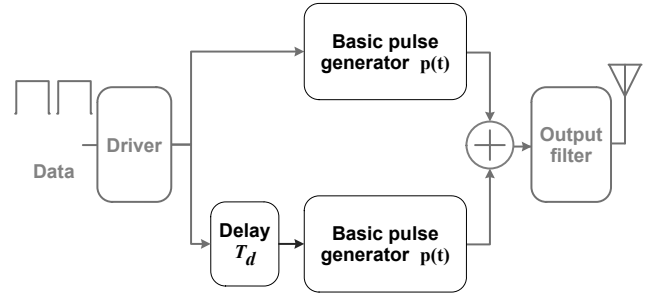 Basic pulse
generator p(t)
Data
Driver
Output
filter
Delay
T_d
Basic pulse
generator p(t)